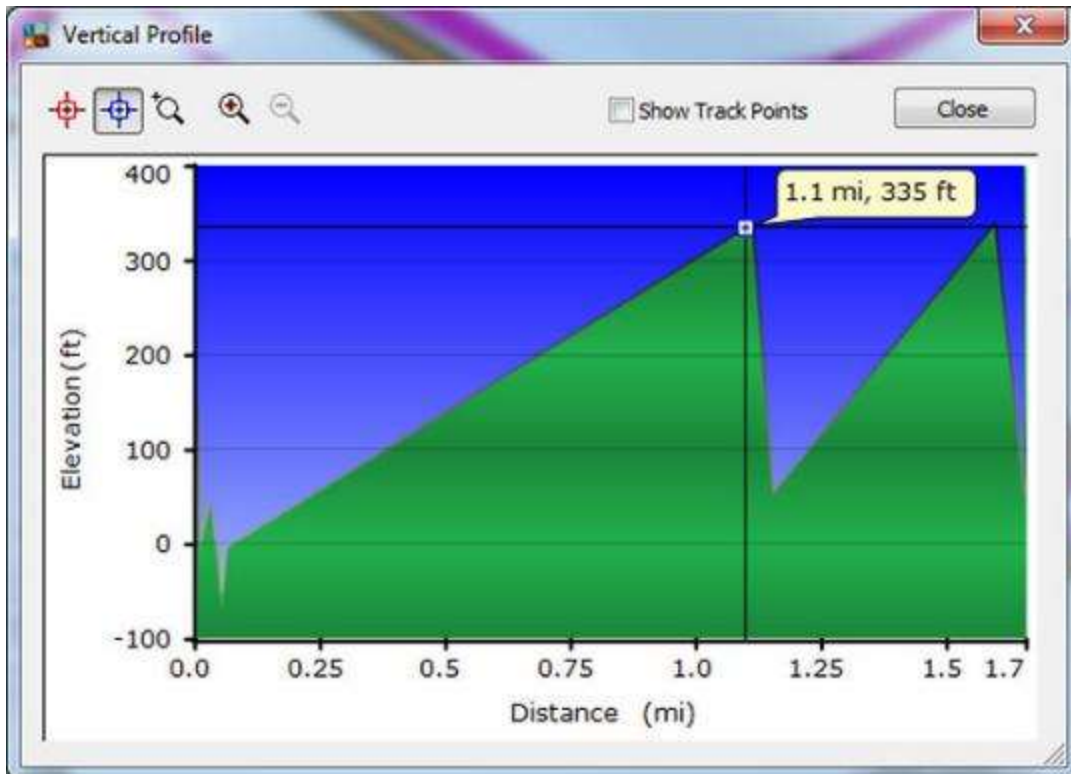 Vertical Profile
Show Track Points
Close
400
1.1 mi, 335 ft
300
200
100
0
-100
Elevation (ft)
0.0 0.25 0.5 0.75 1.0 1.25 1.5 1.7
Distance (mi)